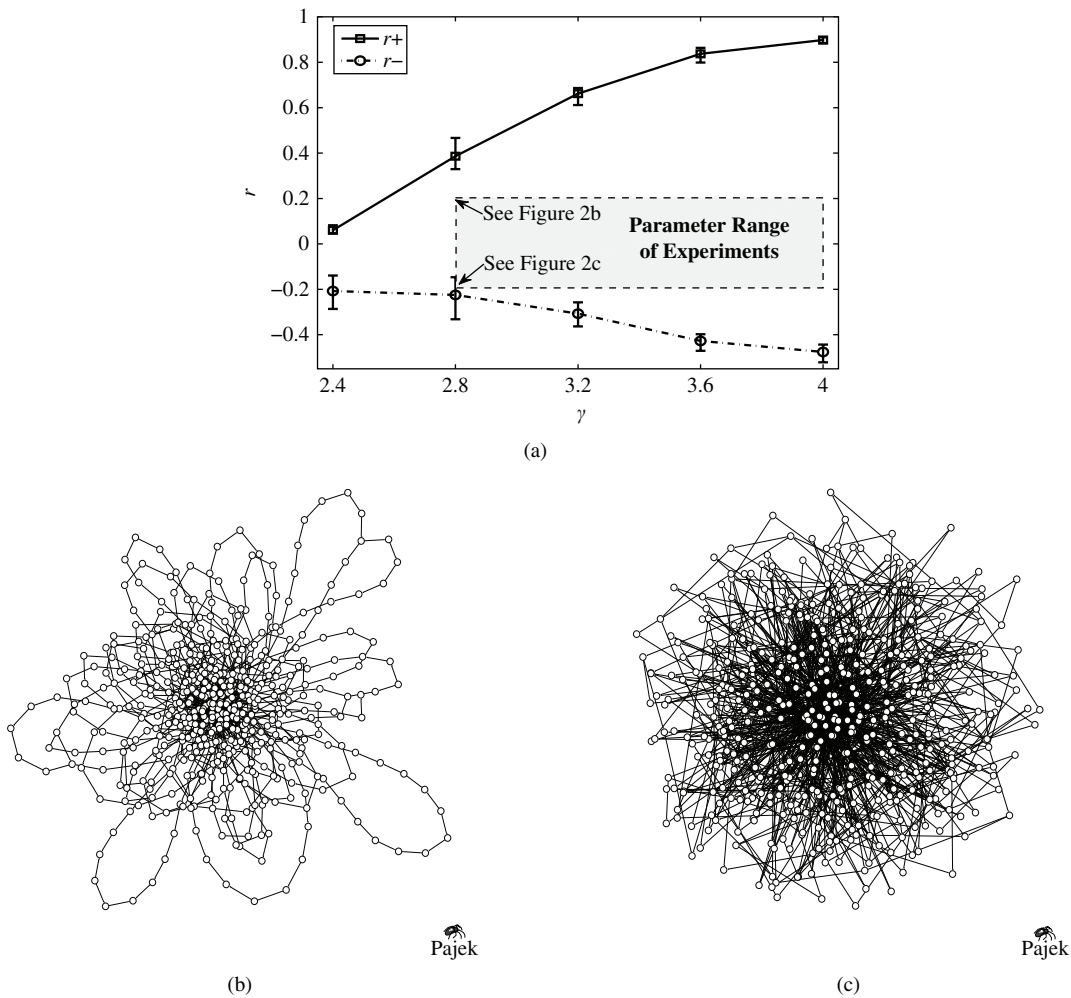 1
0.8
0.6
0.4
0.2
0
−0.2
−0.4
r
r+
r−
See Figure 2b
Parameter Range
of Experiments
See Figure 2c
2.4 2.8 3.2 3.6 4
γ
(a)
Pajek Pajek
(b) (c)